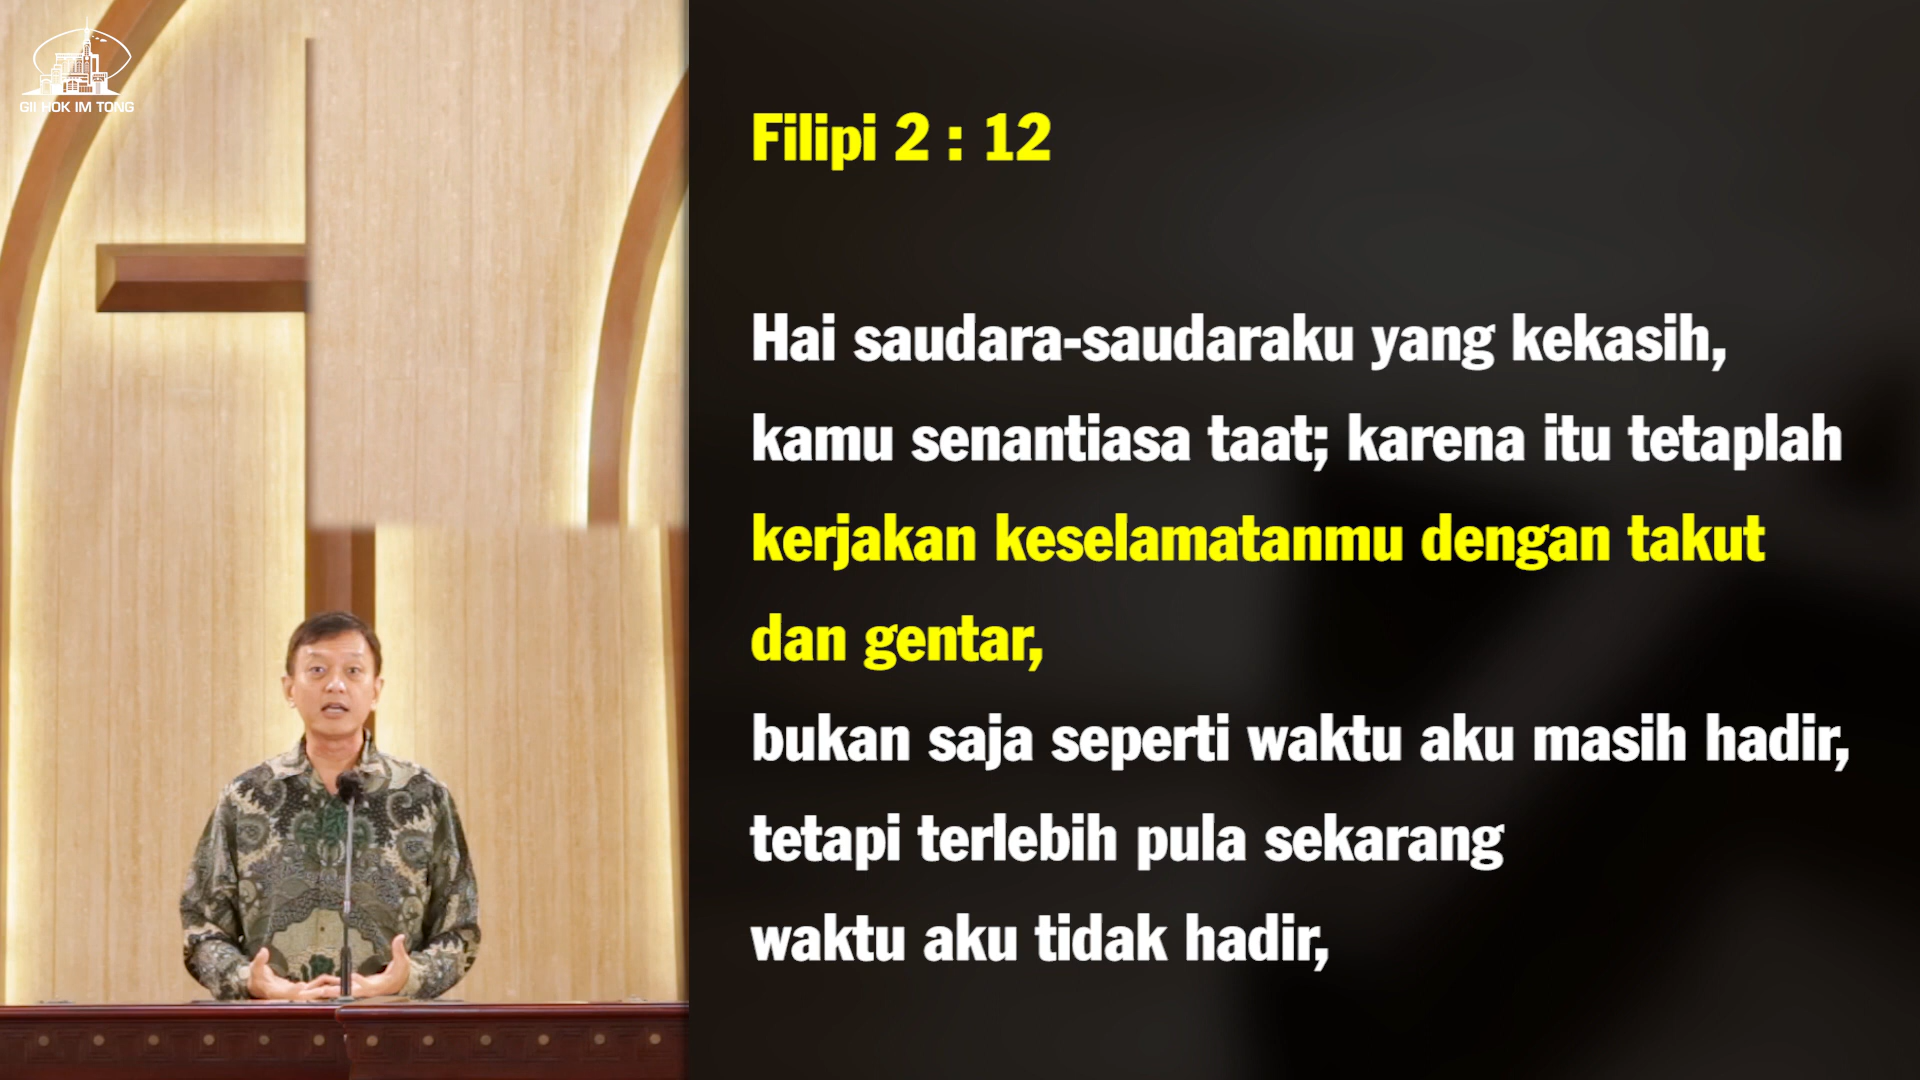 GII HOK IM TONG
Filipi 2 : 12
Hai saudara-saudaraku yang kekasih,
kamu senantiasa taat; karena itu tetaplah
kerjakan keselamatanmu dengan takut
dan gentar,
bukan saja seperti waktu aku masih hadir,
tetapi terlebih pula sekarang
waktu aku tidak hadir,